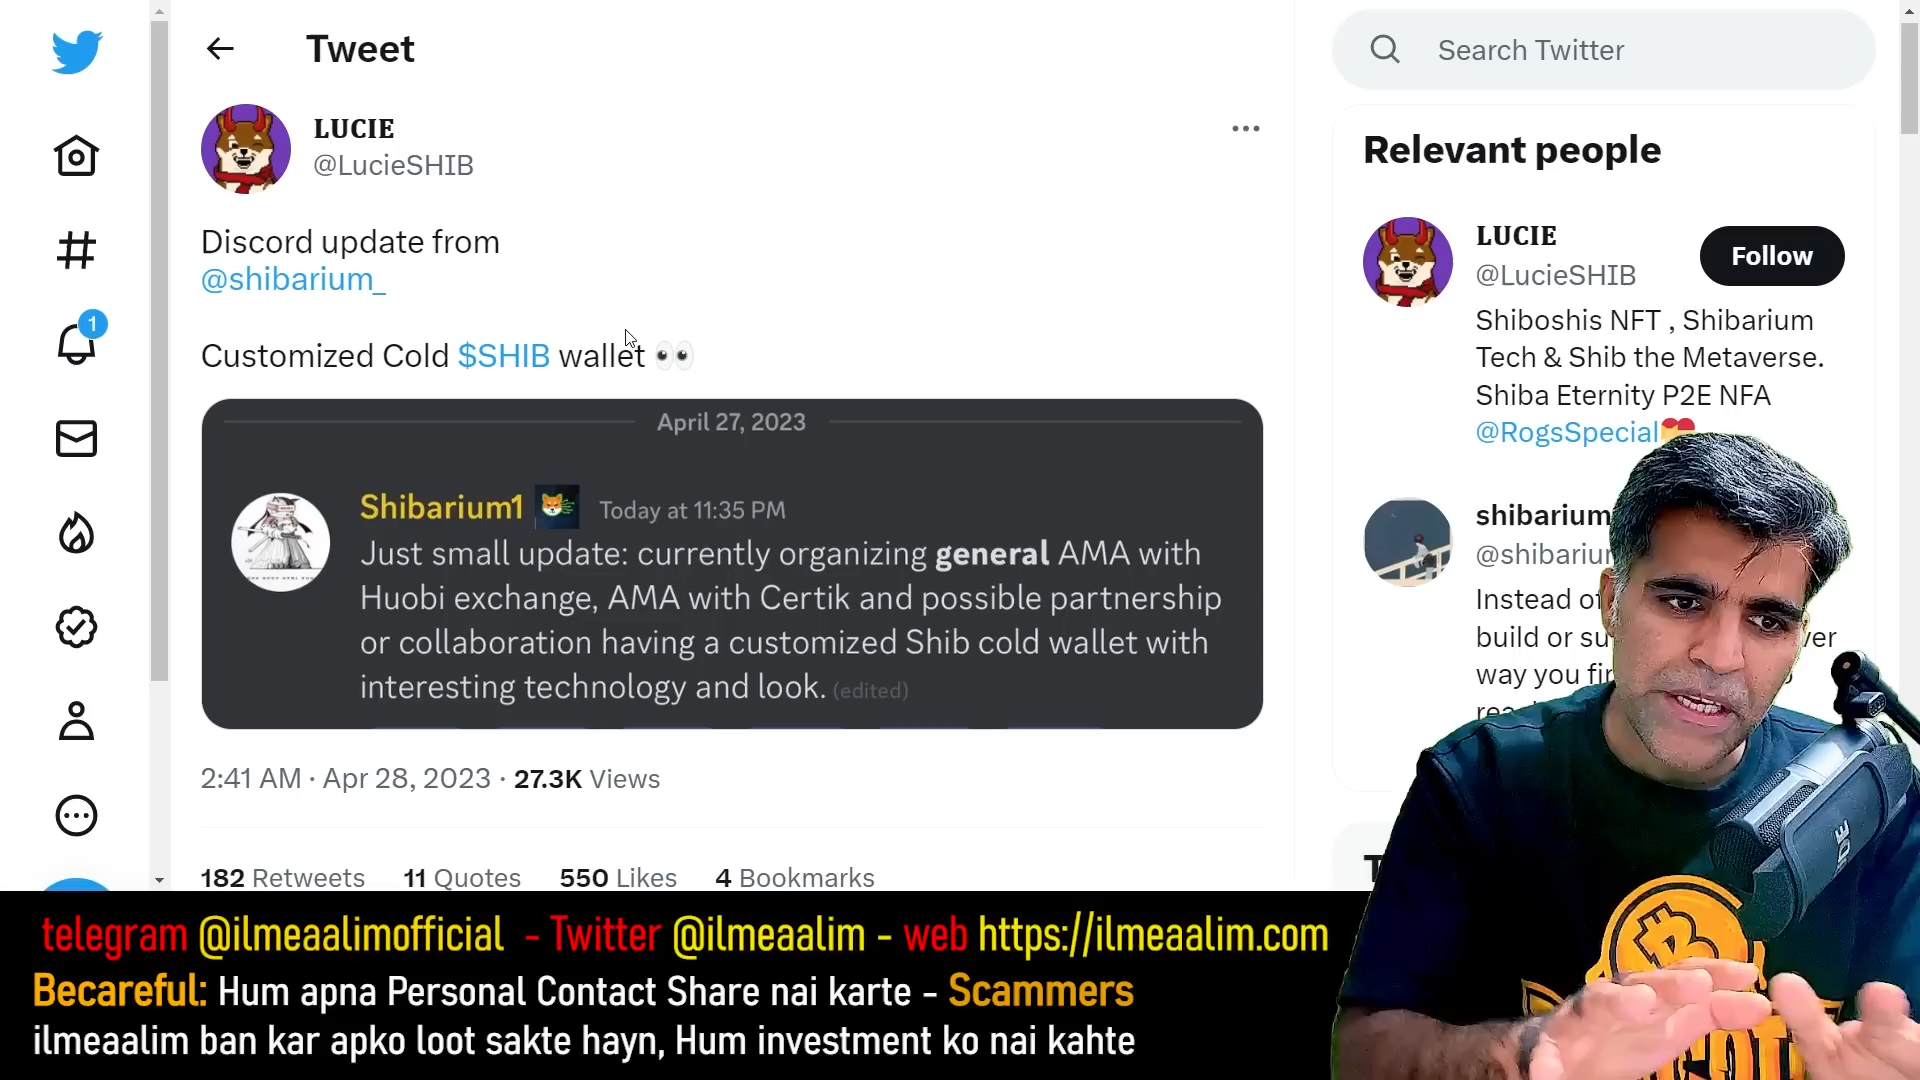 Tweet
Search Twitter
LUCIE
@LucieSHIB
Discord update from
@shibarium_
Customized Cold $SHIB wallet 👀
April 27, 2023
Shibarium1 Today at 11:35 PM
Just small update: currently organizing general AMA with
Huobi exchange, AMA with Certik and possible partnership
or collaboration having a customized Shib cold wallet with
interesting technology and look. (edited)
2:41 AM · Apr 28, 2023 · 27.3K Views
182 Retweets 11 Quotes 550 Likes 4 Bookmarks
1
Relevant people
LUCIE
@LucieSHIB
Follow
Shiboshis NFT , Shibarium
Tech & Shib the Metaverse.
Shiba Eternity P2E NFA
@RogsSpecial
shibarium
Instead
build or
way you
telegram @ilmeaalimofficial - Twitter @ilmeaalim - web https://ilmeaalim.com
Becareful: Hum apna Personal Contact Share nai karte - Scammers
ilmeaalim ban kar apko loot sakte hayn, Hum investment ko nai kahte